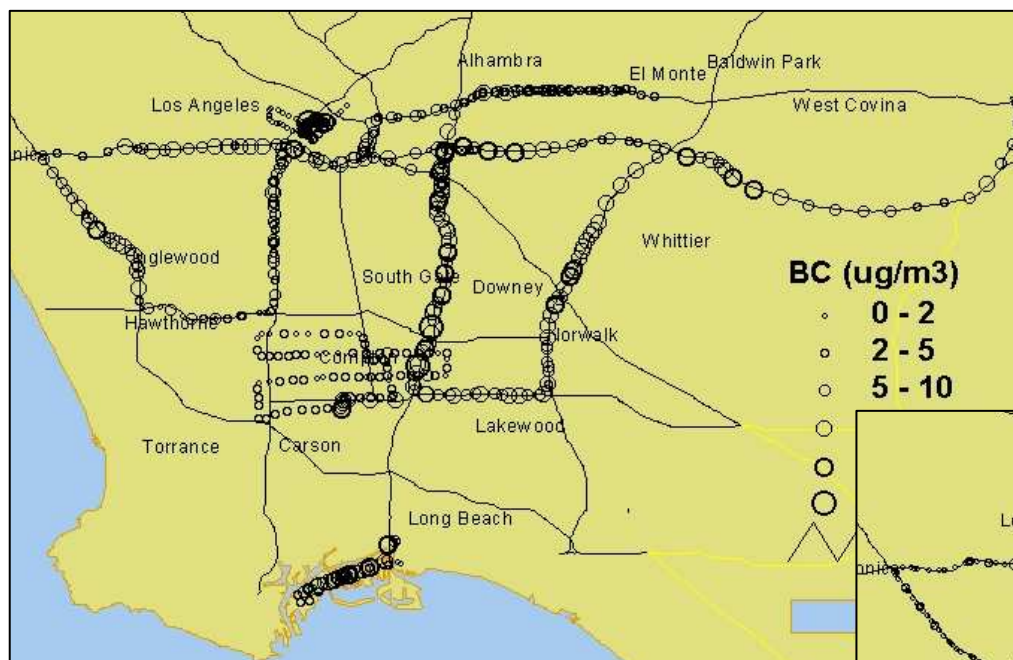 Alhambra
Baldwin Park
El Monte
Los Angeles
West Covina
Whittier
Inglewood
South Gate
Downey
BC (ug/m3)
0 - 2
Hawthorne
Norwalk
2 - 5
Compton
5 - 10
Lakewood
Torrance
Carson
Long Beach